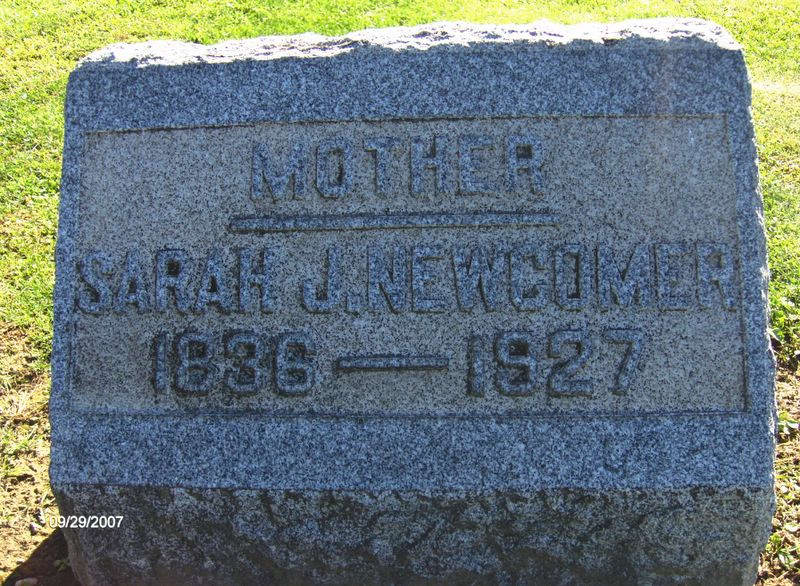 MOTHER
SARAH J. NEWCOMER
1836 — 1927
09/29/2007